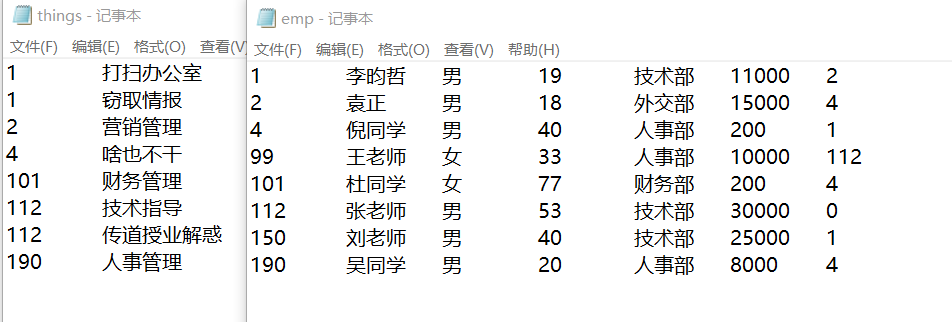 things - 记事本
文件(F) 编辑(E) 格式(O) 查看(V)
1 打扫办公室
1 窃取情报
2 营销管理
4 啥也不干
101 财务管理
112 技术指导
112 传道授业解惑
190 人事管理
emp - 记事本
文件(F) 编辑(E) 格式(O) 查看(V) 帮助(H)
1 李昀哲 男 19 技术部 11000 2
2 袁正 男 18 外交部 15000 4
4 倪同学 男 40 人事部 200 1
99 王老师 女 33 人事部 10000 112
101 杜同学 女 77 财务部 200 4
112 张老师 男 53 技术部 30000 0
150 刘老师 男 40 技术部 25000 1
190 吴同学 男 20 人事部 8000 4